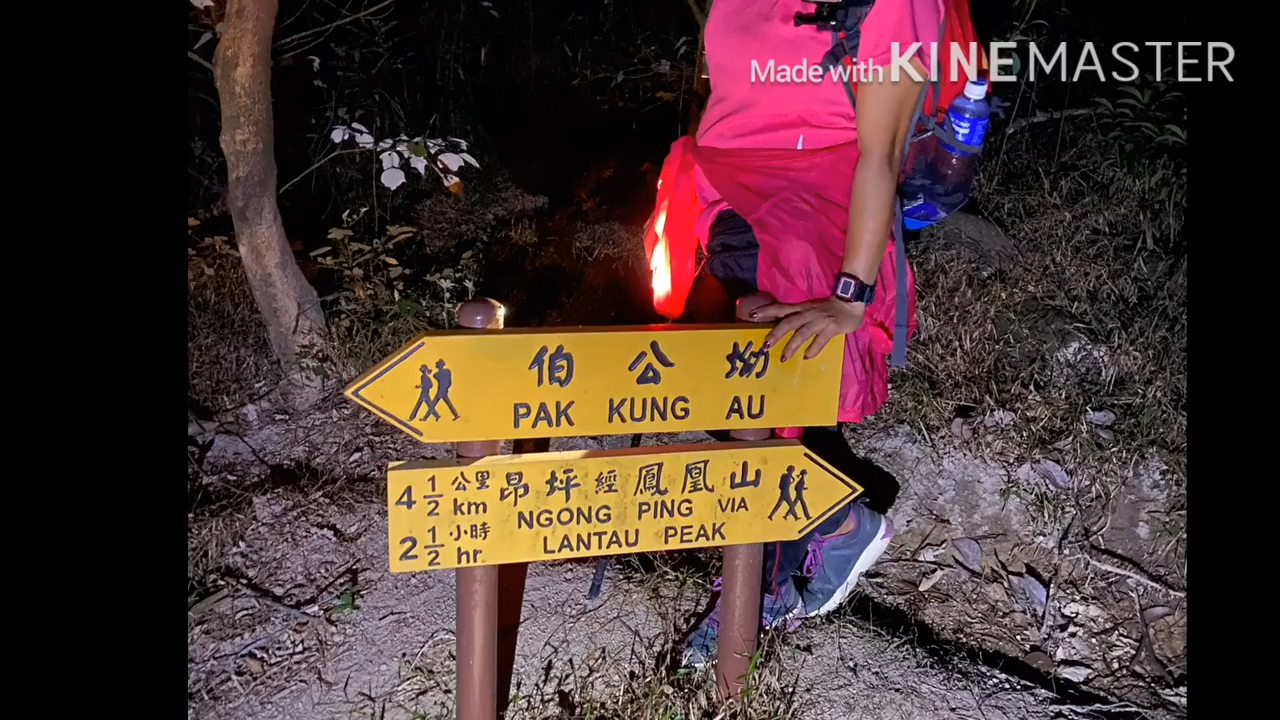 Made with KINEMASTER
伯公坳
PAK KUNG AU
4 1/2 公里 km 昂坪經鳳凰山
NGONG PING VIA
2 1/2 小時 hr. LANTAU PEAK